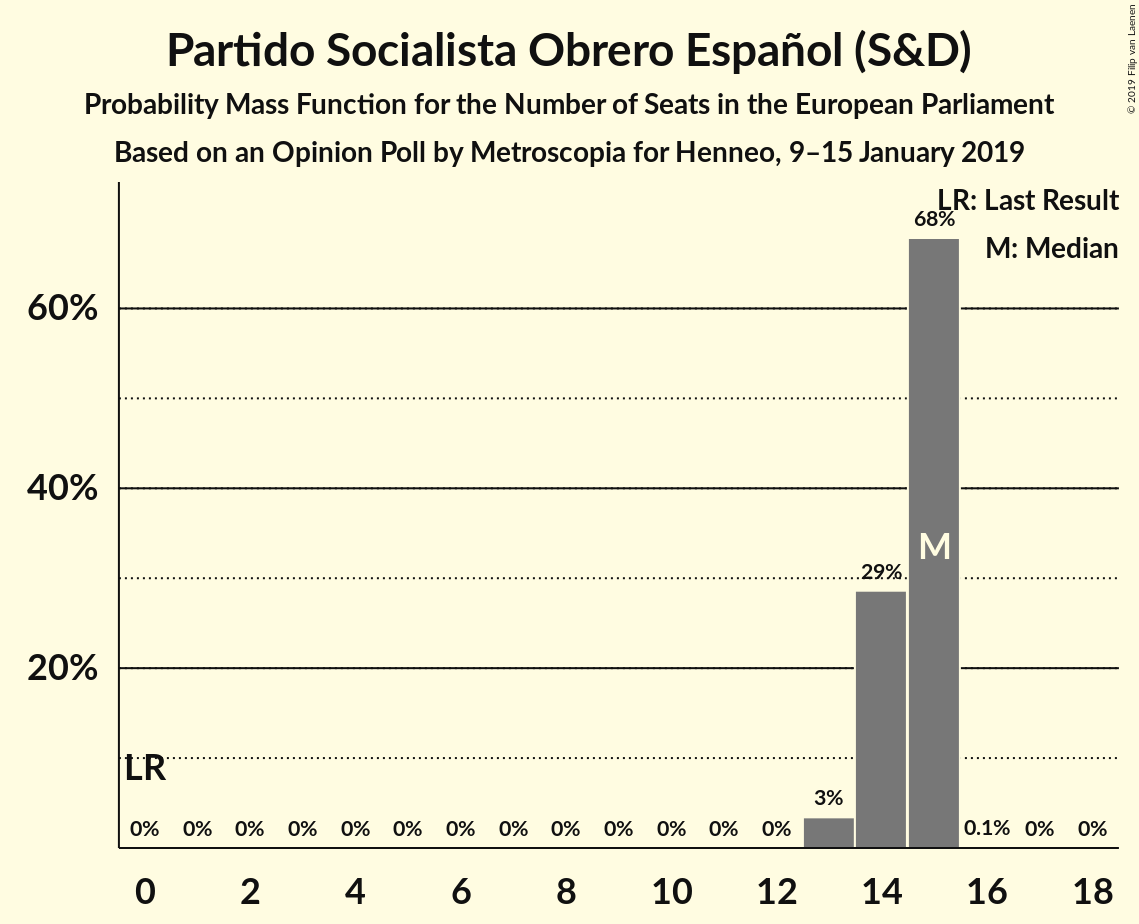 Partido Socialista Obrero Español (S&D)
Probability Mass Function for the Number of Seats in the European Parliament
Based on an Opinion Poll by Metroscopia for Henneo, 9–15 January 2019
© 2019 Filip van Laenen
LR: Last Result
M: Median
60%
40%
20%
LR
M
0% 0% 0% 0% 0% 0% 0% 0% 0% 0% 0% 0% 0% 3% 29% 68% 0.1% 0% 0%
0 2 4 6 8 10 12 14 16 18